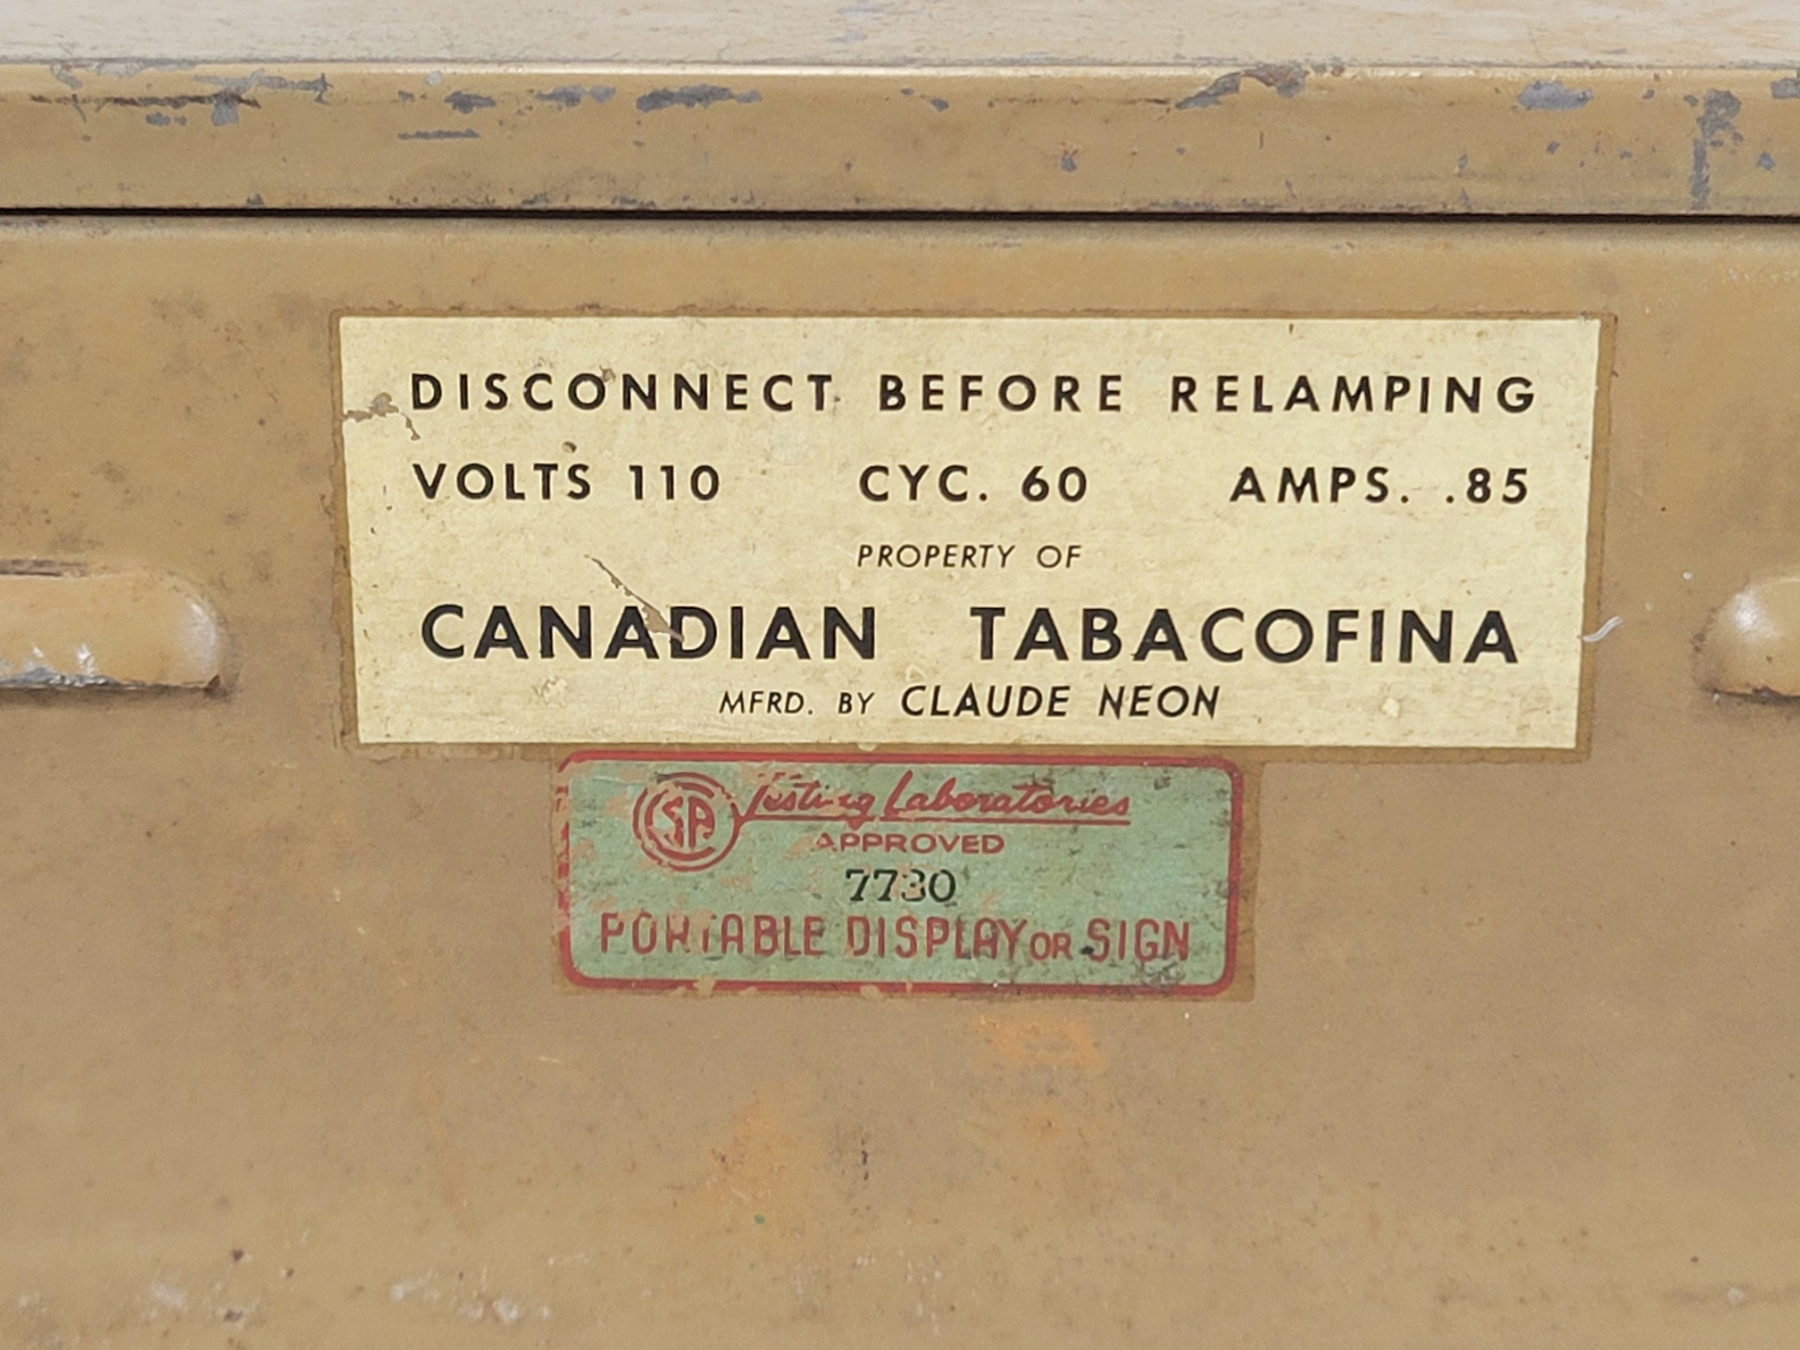 DISCONNECT BEFORE RELAMPING
VOLTS 110 CYC. 60 AMPS. .85
PROPERTY OF
CANADIAN TABACOFINA
MFRD. BY CLAUDE NEON
CSA Testing Laboratories
APPROVED
7730
PORTABLE DISPLAY OR SIGN